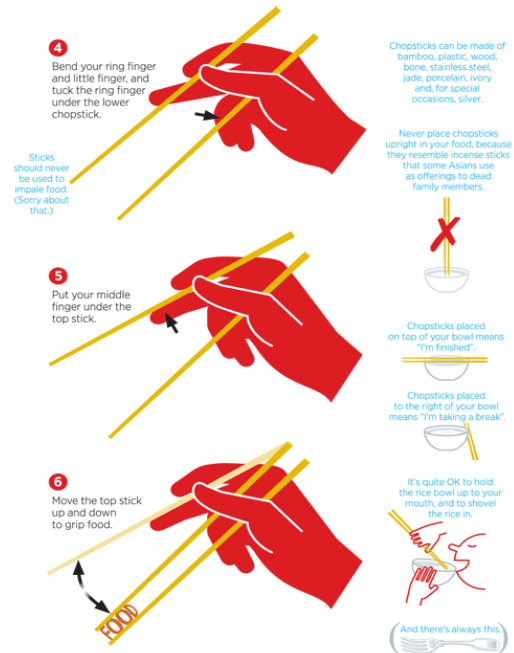 4
Bend your ring finger
and little finger, and
tuck the ring finger
under the lower
chopstick.
Sticks
should never
be used to
impale food.
(Sorry about
that.)
Chopsticks can be made of
bamboo, plastic, wood,
bone, stainless steel,
jade, porcelain, ivory
and, for special
occasions, silver.
Never place chopsticks
upright in your food, because
they resemble incense sticks
that some Asians use
as offerings to dead
family members.
5
Put your middle
finger under the
top stick.
Chopsticks placed
on top of your bowl means
"I'm finished".
Chopsticks placed
to the right of your bowl
means "I'm taking a break".
6
Move the top stick
up and down
to grip food.
FOOD
It's quite OK to hold
the rice bowl up to your
mouth, and to shovel
the rice in.
(And there's always this.)